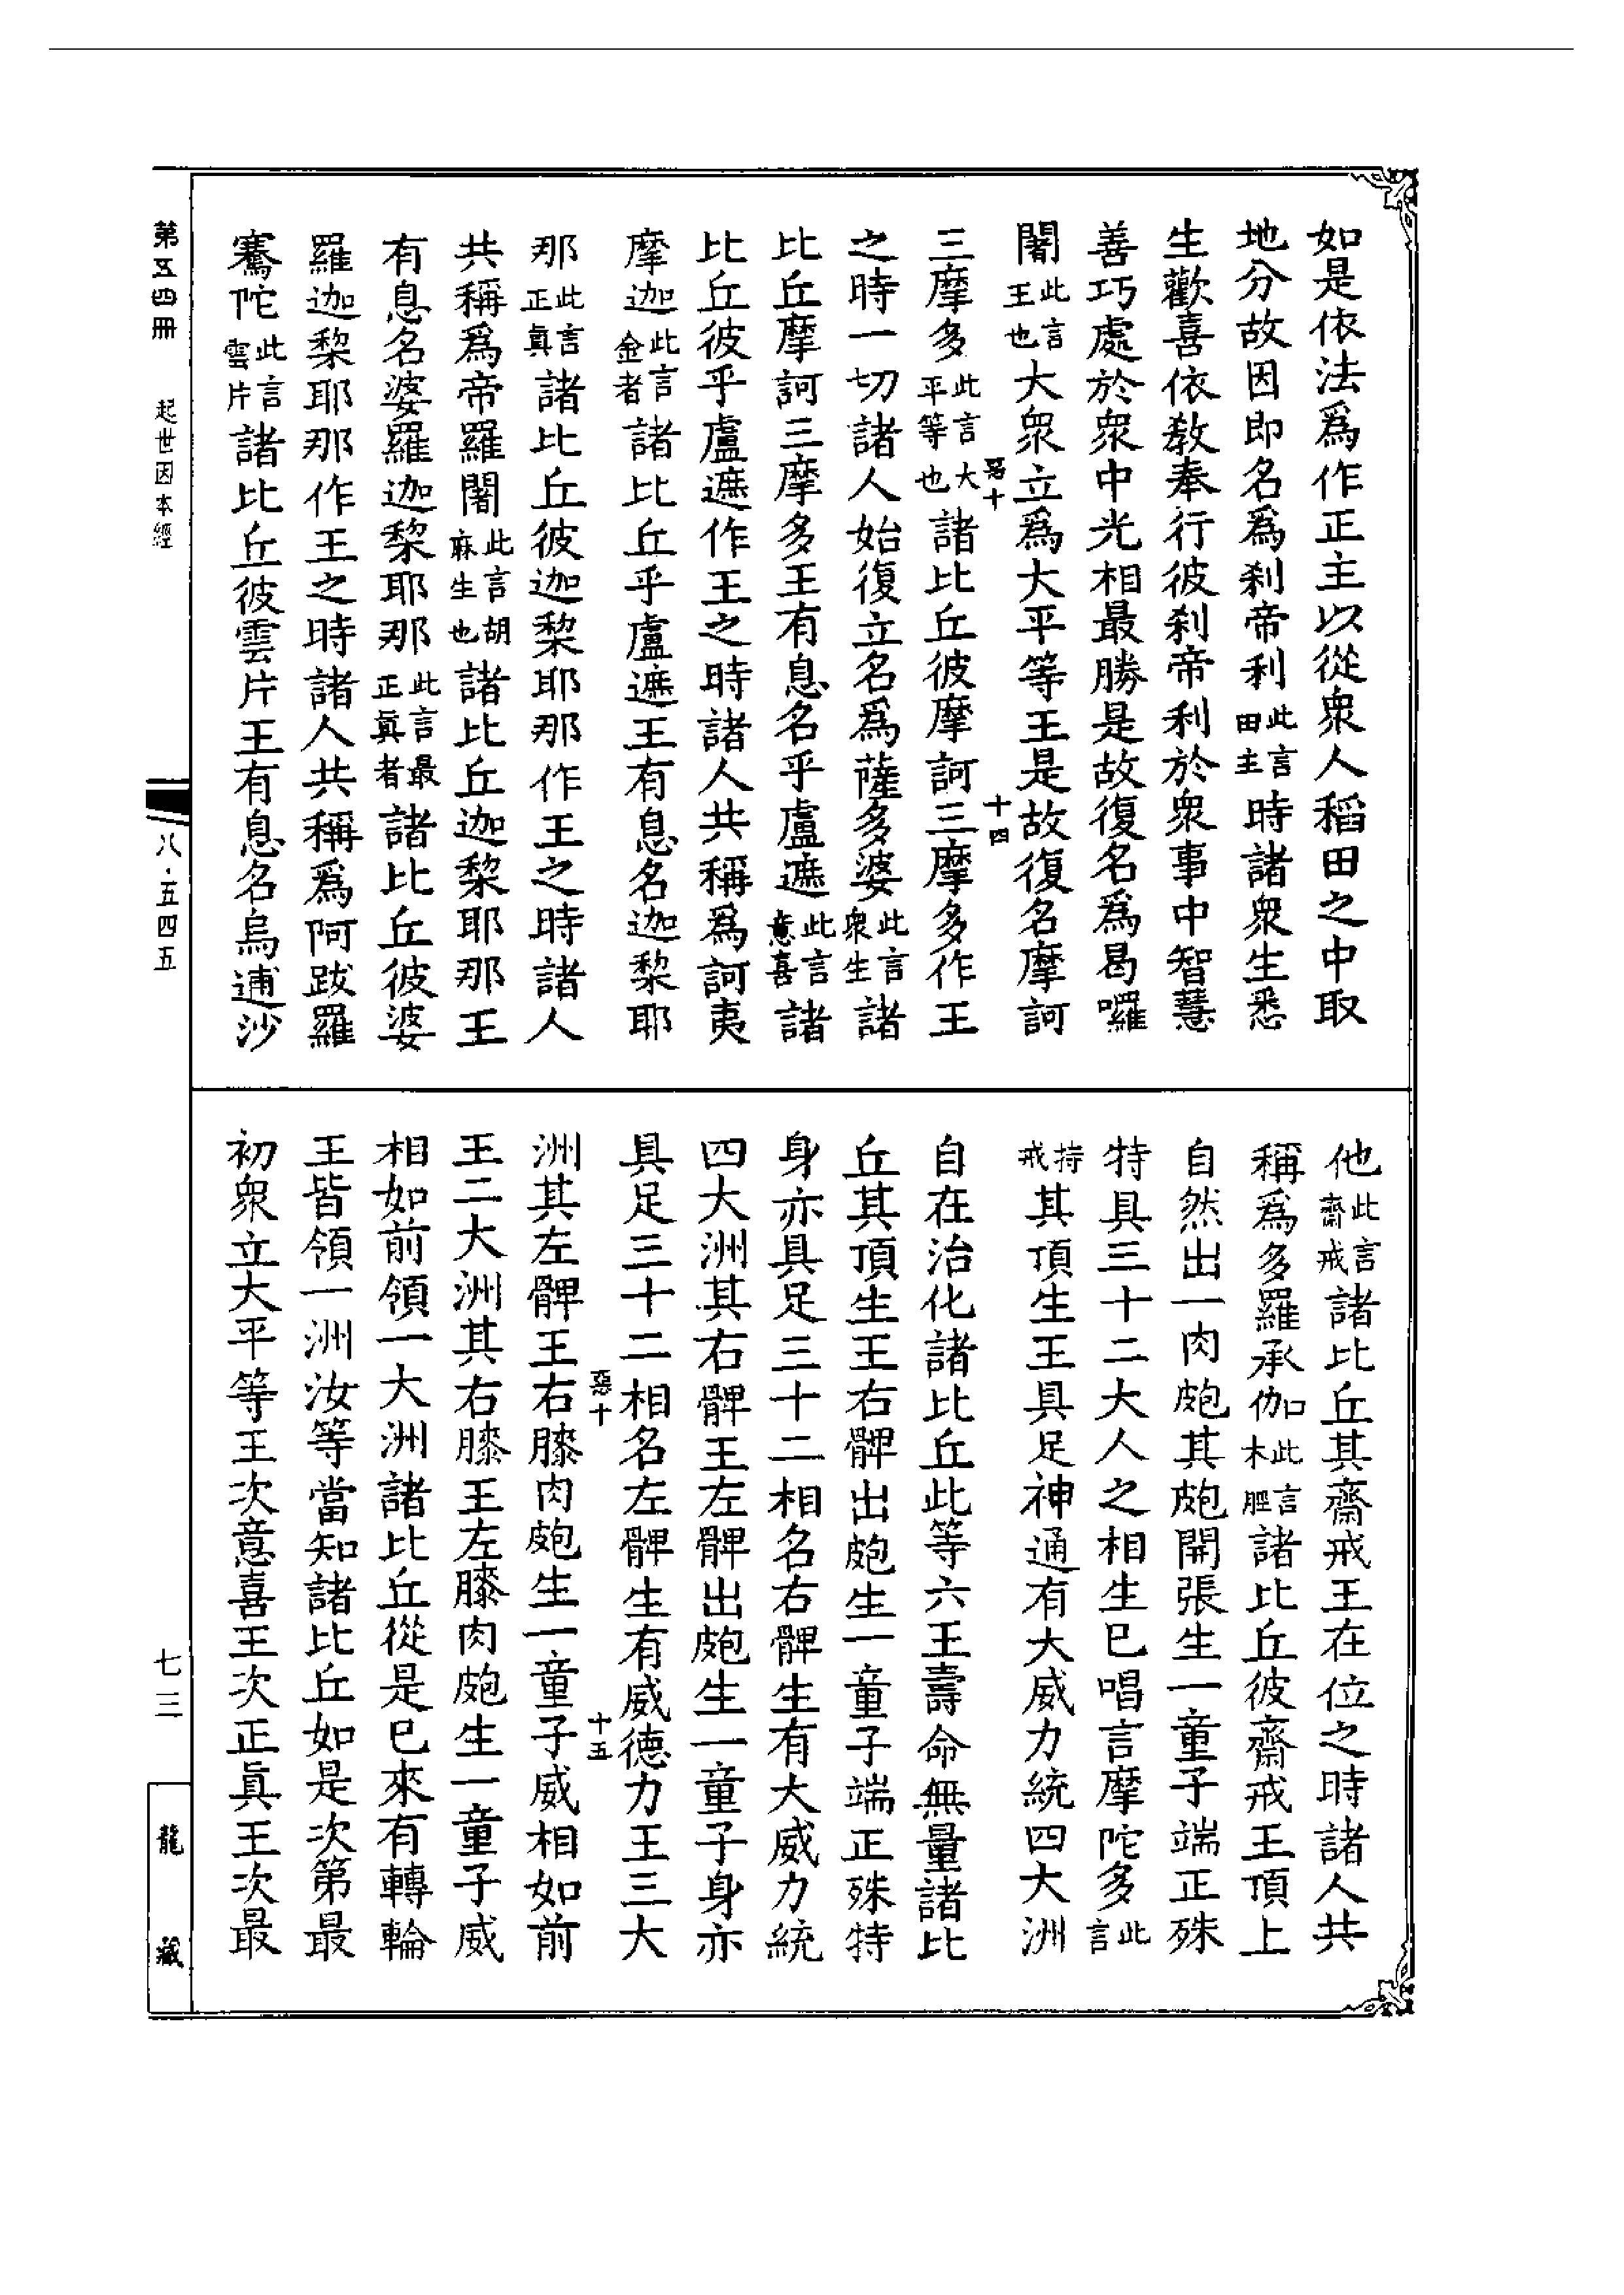 如是依法爲作正主以從衆人稻田之中取
地分故因即名爲刹帝利此言田主時諸衆生悉
生歡喜依教奉行彼刹帝利於衆事中智慧
善巧處於衆中光相最勝是故復名爲曷囉
闍此言王也大衆立爲大平等王是故復名摩訶
惡十 十四
三摩多此言大平等也諸比丘彼摩訶三摩多作王
之時一切諸人始復立名爲薩多婆此言衆生諸
比丘摩訶三摩多王有息名乎盧遮此言意喜諸
比丘彼乎盧遮作王之時諸人共稱爲訶夷
摩迦此言金者諸比丘乎盧遮王有息名迦黎耶
那此言正眞諸比丘彼迦黎耶那作王之時諸人
共稱爲帝羅闍此言胡麻生也諸比丘迦黎耶那王
有息名婆羅迦黎耶那此言最正眞者諸比丘彼婆
羅迦黎耶那作王之時諸人共稱爲阿跋羅
騫陀此言雲片諸比丘彼雲片王有息名烏逋沙
他此言齋戒諸比丘其齋戒王在位之時諸人共
稱爲多羅承伽此言木脛諸比丘彼齋戒王頂上
自然出一肉皰其皰開張生一童子端正殊
特具三十二大人之相生已唱言摩陀多此言
持戒其頂生王具足神通有大威力統四大洲
自在治化諸比丘此等六王壽命無量諸比
丘其頂生王右髀出皰生一童子端正殊特
身亦具足三十二相名右髀生有大威力統
四大洲其右髀王左髀出皰生一童子身亦
具足三十二相名左髀生有威德力王三大
惡十 十五
洲其左髀王右膝肉皰生一童子威相如前
王二大洲其右膝王左膝肉皰生一童子威
相如前領一大洲諸比丘從是已來有轉輪
王皆領一洲汝等當知諸比丘如是次第最
初衆立大平等王次意喜王次正眞王次最
第五四冊 起世因本經
八·五四五
七三
龍藏